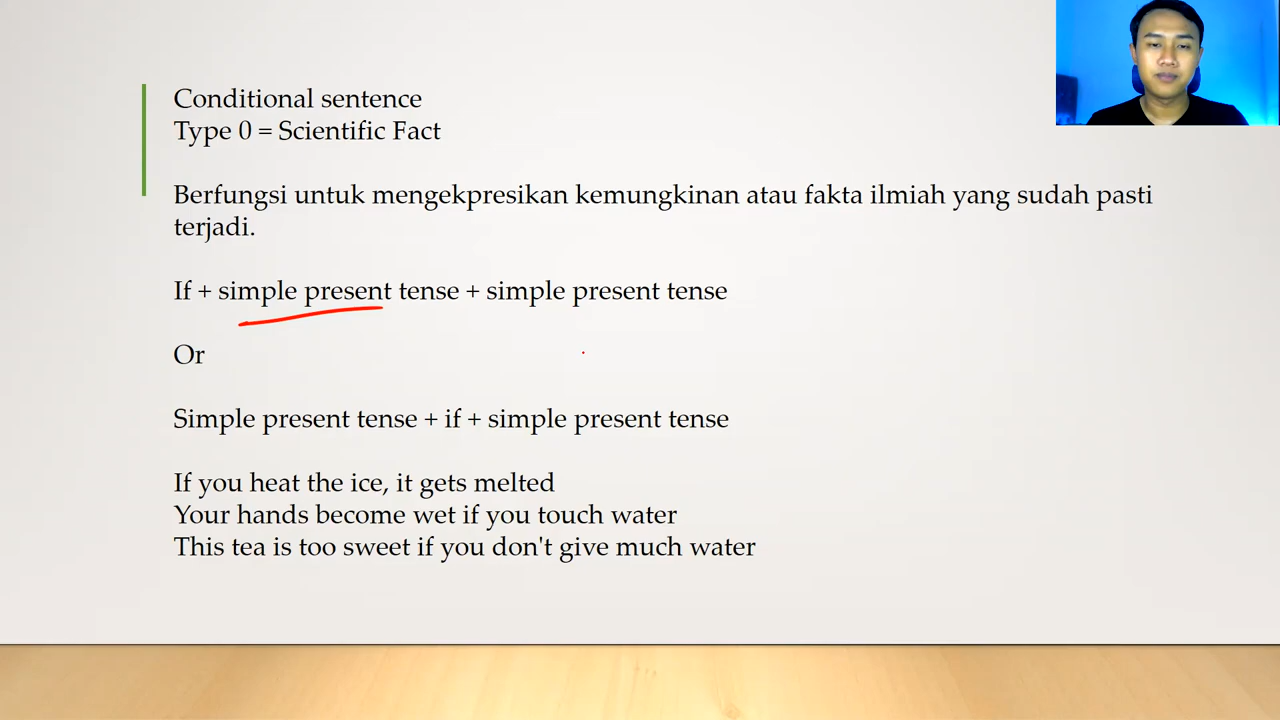 Conditional sentence
Type 0 = Scientific Fact
Berfungsi untuk mengekpresikan kemungkinan atau fakta ilmiah yang sudah pasti
terjadi.
If + simple present tense + simple present tense
Or
Simple present tense + if + simple present tense
If you heat the ice, it gets melted
Your hands become wet if you touch water
This tea is too sweet if you don't give much water